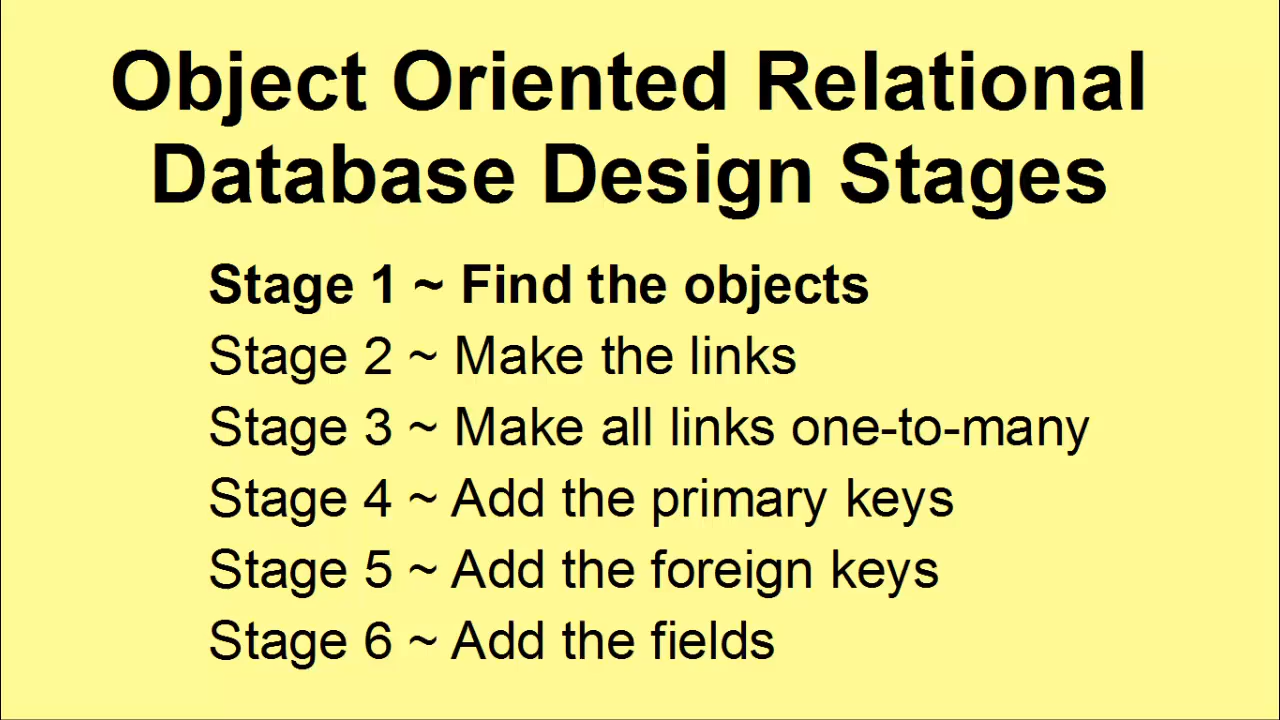 Object Oriented Relational
Database Design Stages
Stage 1 ~ Find the objects
Stage 2 ~ Make the links
Stage 3 ~ Make all links one-to-many
Stage 4 ~ Add the primary keys
Stage 5 ~ Add the foreign keys
Stage 6 ~ Add the fields